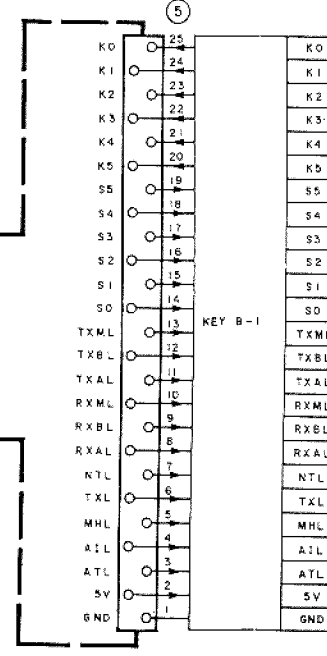 5
K0 25 K0
K1 24 K1
K2 23 K2
K3 22 K3
K4 21 K4
K5 20 K5
S5 19 S5
S4 18 S4
S3 17 S3
S2 16 S2
S1 15 S1
S0 14 S0
KEY B-1
TXML 13 TXML
TXBL 12 TXBL
TXAL 11 TXAL
RXML 10 RXML
RXBL 9 RXBL
RXAL 8 RXAL
NTL 7 NTL
TXL 6 TXL
MHL 5 MHL
AIL 4 AIL
ATL 3 ATL
5V 2 5V
GND 1 GND